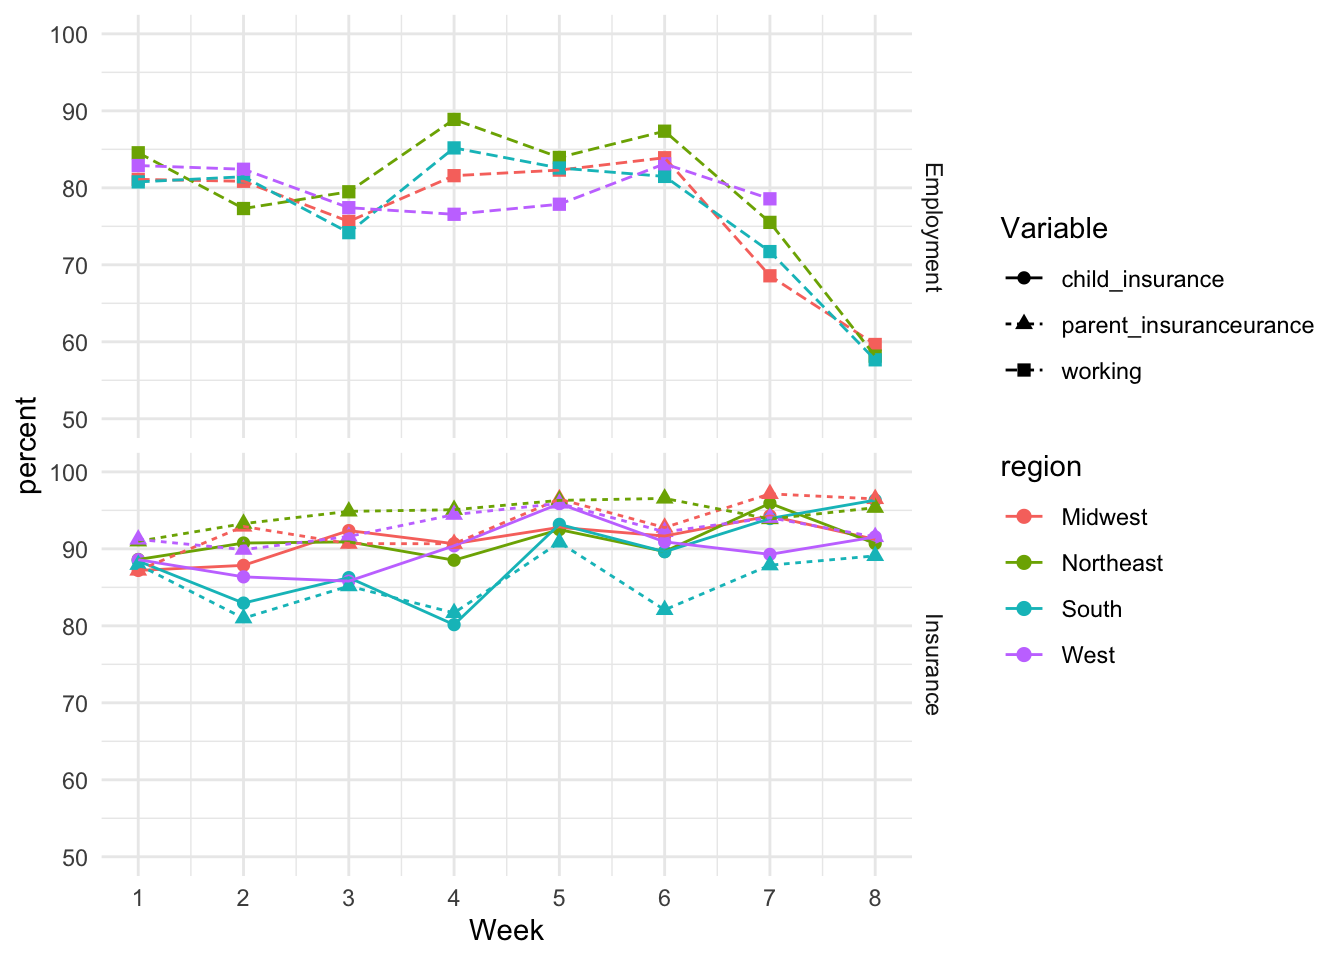 100
90
80
70
60
50
Employment
percent
100
90
80
70
60
50
Insurance
1 2 3 4 5 6 7 8
Week
Variable
child_insurance
parent_insuranceurance
working
region
Midwest
Northeast
South
West